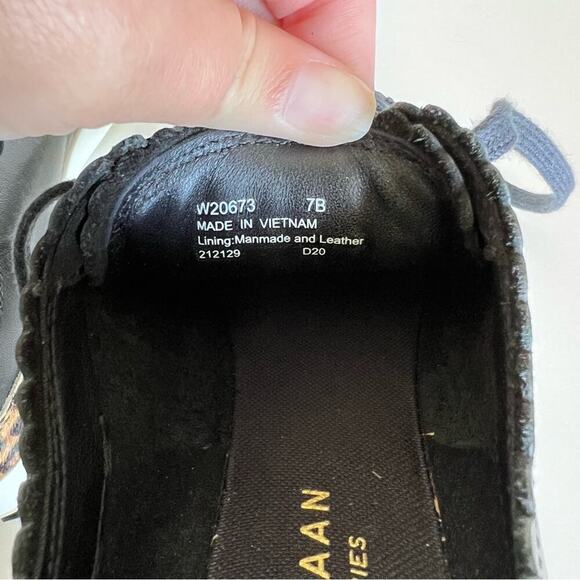 W20673 7B
MADE IN VIETNAM
Lining:Manmade and Leather
212129 D20
AAN
IES